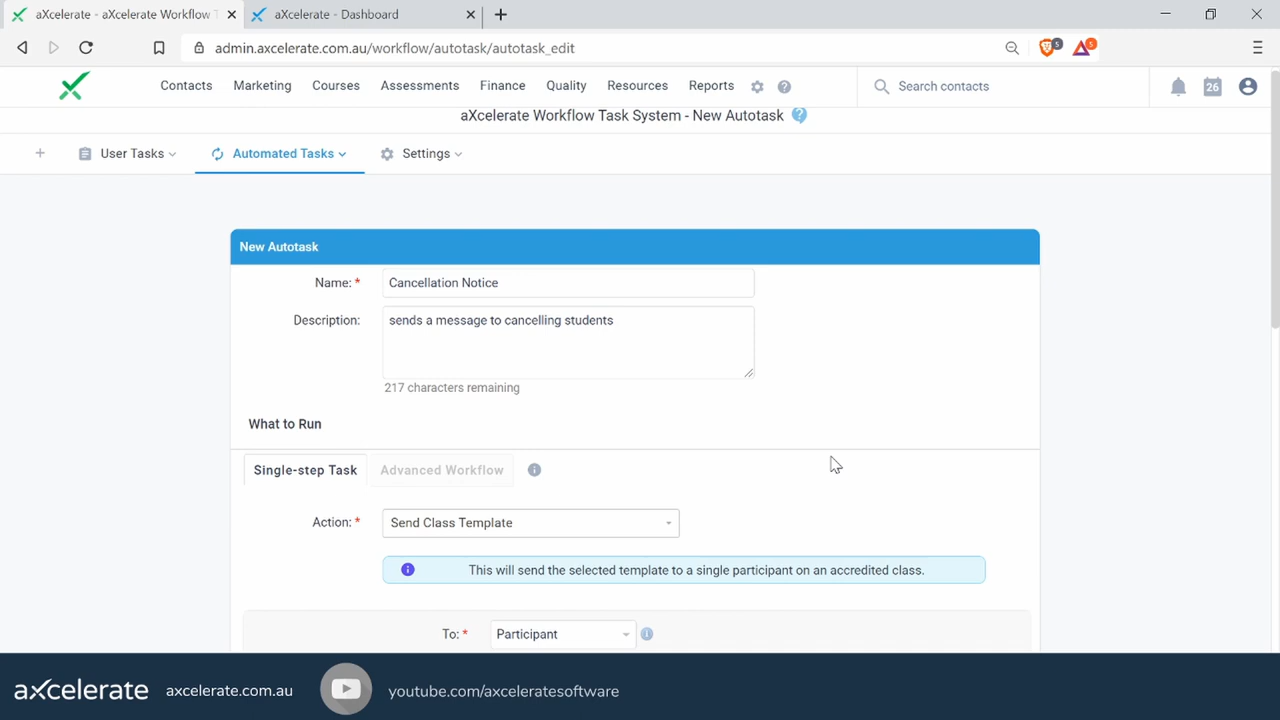 aXcelerate - aXcelerate Workflow T
aXcelerate - Dashboard
admin.axcelerate.com.au/workflow/autotask/autotask_edit
5
5
Contacts Marketing Courses Assessments Finance Quality Resources Reports
Search contacts
26
aXcelerate Workflow Task System - New Autotask
User Tasks
Automated Tasks
Settings
New Autotask
Name: *
Cancellation Notice
Description:
sends a message to cancelling students
217 characters remaining
What to Run
Single-step Task
Advanced Workflow
Action: *
Send Class Template
This will send the selected template to a single participant on an accredited class.
To: *
Participant
axcelerate
axcelerate.com.au
youtube.com/axceleratesoftware